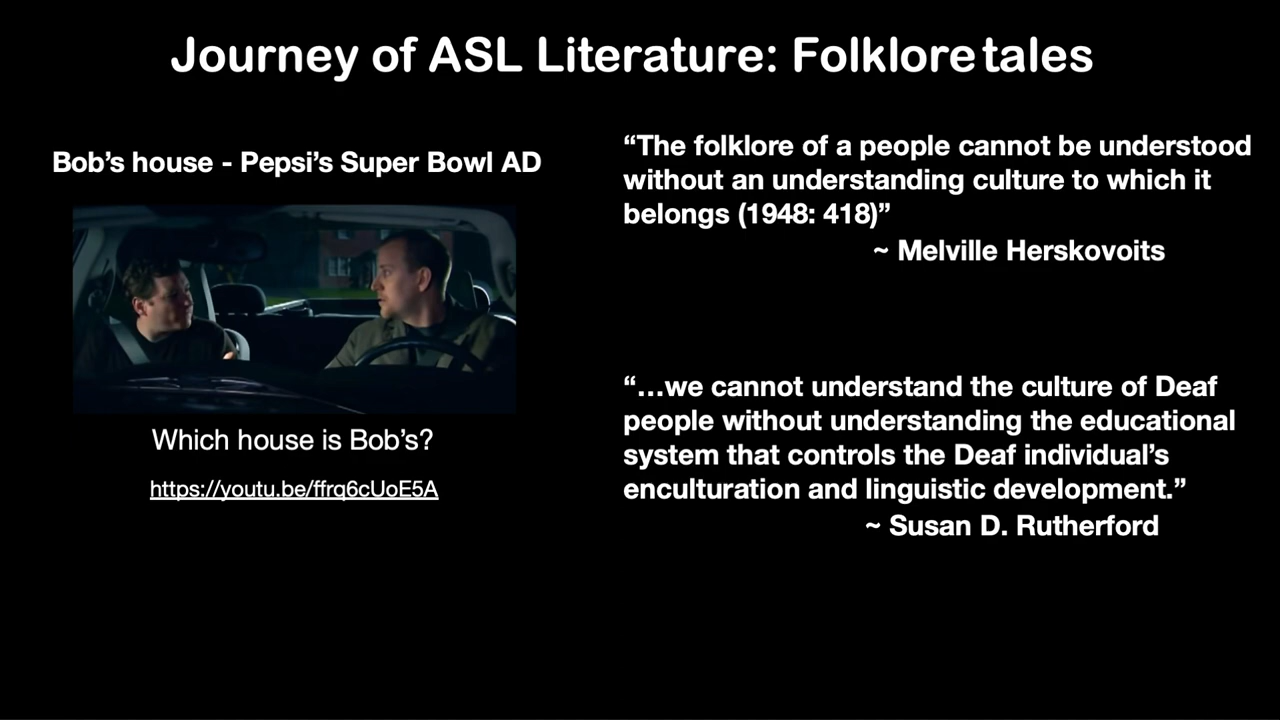 Journey of ASL Literature: Folklore tales
Bob’s house - Pepsi’s Super Bowl AD
Which house is Bob’s?
https://youtu.be/ffrq6cUoE5A
“The folklore of a people cannot be understood
without an understanding culture to which it
belongs (1948: 418)”
~ Melville Herskovoits
“…we cannot understand the culture of Deaf
people without understanding the educational
system that controls the Deaf individual’s
enculturation and linguistic development.”
~ Susan D. Rutherford